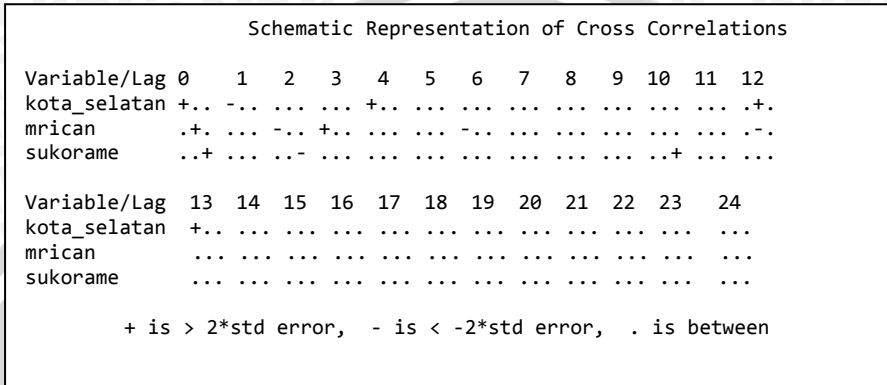 Schematic Representation of Cross Correlations
Variable/Lag 0 1 2 3 4 5 6 7 8 9 10 11 12
kota_selatan +.. -.. ... ... +.. ... ... ... ... ... ... ... .+.
mrican .+. ... -.. +.. ... ... -.. ... ... ... ... ... .-.
sukorame ..+ ... ..- ... ... ... ... ... ... ... ..+ ... ...
Variable/Lag 13 14 15 16 17 18 19 20 21 22 23 24
kota_selatan +.. ... ... ... ... ... ... ... ... ... ... ...
mrican ... ... ... ... ... ... ... ... ... ... ... ...
sukorame ... ... ... ... ... ... ... ... ... ... ... ...
+ is > 2*std error, - is < -2*std error, . is between